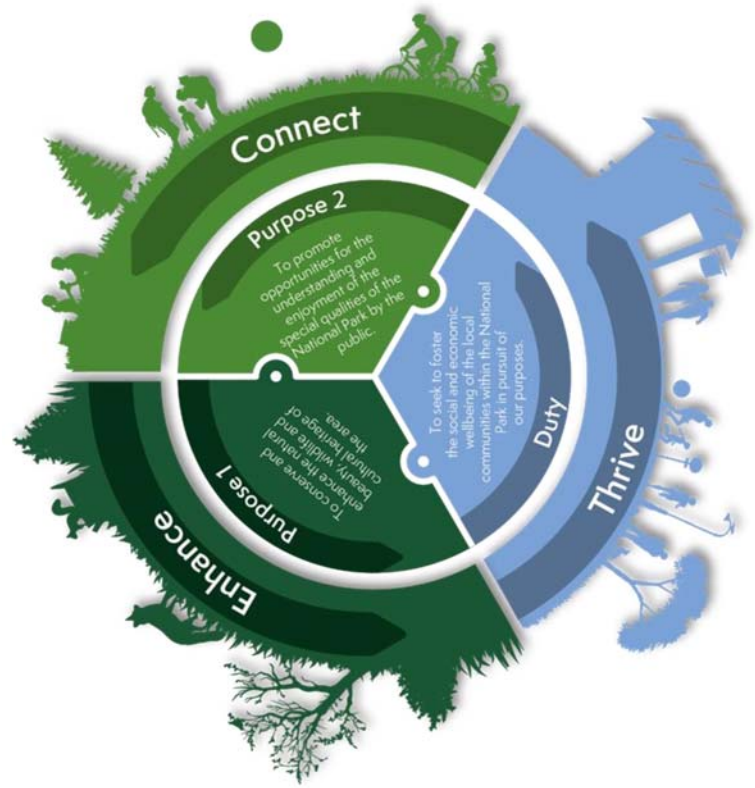 Connect
Purpose 2
To promote
opportunities for the
understanding and
enjoyment of the
special qualities of the
National Park by the
public.
Thrive
Duty
To seek to foster
the social and economic
wellbeing of the local
communities within the National
Park in pursuit of
our purposes.
Enhance
Purpose 1
To conserve and
enhance the natural
beauty, wildlife and
cultural heritage of
the area.